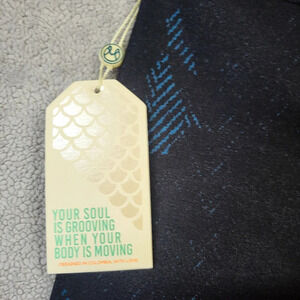 YOUR SOUL
IS GROOVING
WHEN YOUR
BODY IS MOVING
DESIGNED IN COLOMBIA, WITH LOVE